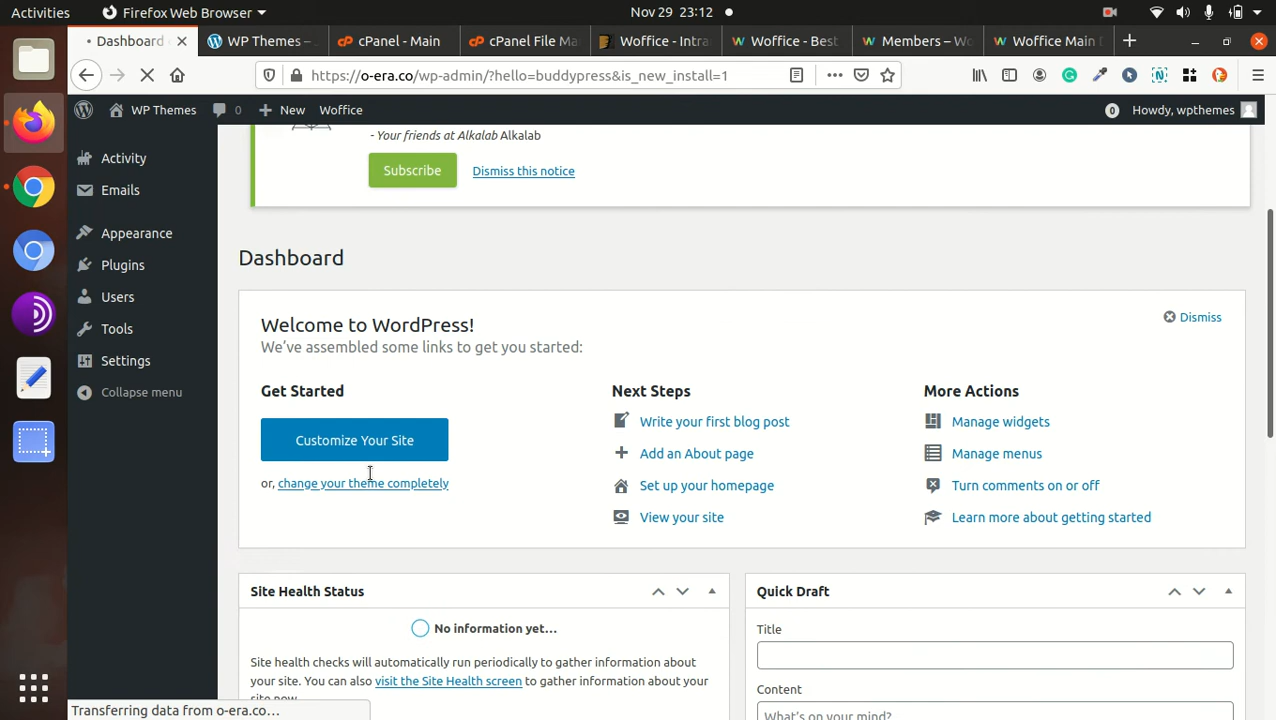 Activities
Firefox Web Browser
Nov 29 23:12
Dashboard
WP Themes –
cPanel - Main
cPanel File Ma
Woffice - Intra
Woffice - Best
Members – Wo
Woffice Main D
https://o-era.co/wp-admin/?hello=buddypress&is_new_install=1
WP Themes
0
New
Woffice
0
Howdy, wpthemes
- Your friends at Alkalab Alkalab
Subscribe
Dismiss this notice
Activity
Emails
Appearance
Plugins
Users
Tools
Settings
Collapse menu
Dashboard
Welcome to WordPress!
We've assembled some links to get you started:
Dismiss
Get Started
Customize Your Site
or, change your theme completely
Next Steps
Write your first blog post
Add an About page
Set up your homepage
View your site
More Actions
Manage widgets
Manage menus
Turn comments on or off
Learn more about getting started
Site Health Status
No information yet…
Site health checks will automatically run periodically to gather information about
your site. You can also visit the Site Health screen to gather information about your
site now.
Quick Draft
Title
Content
What's on your mind?
Transferring data from o-era.co…